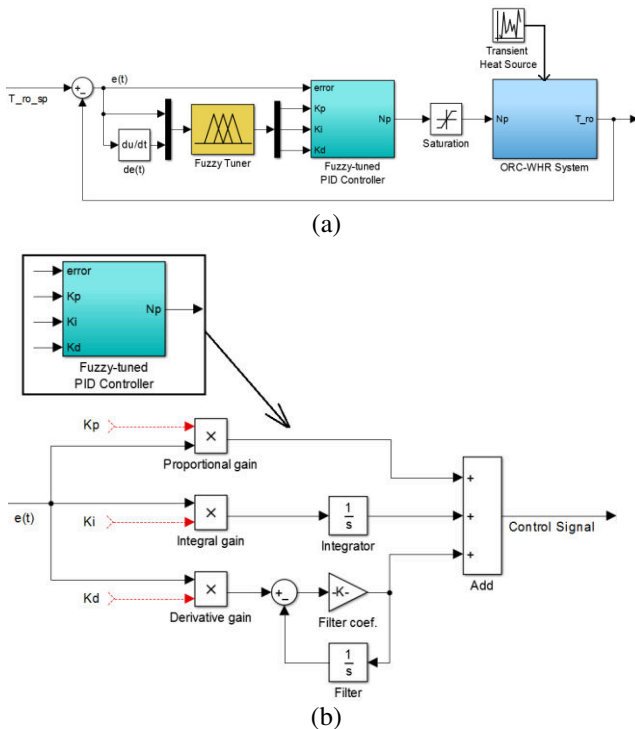 T_ro_sp
e(t)
du/dt
de(t)
Fuzzy Tuner
error
Kp
Ki
Kd
Np
Fuzzy-tuned
PID Controller
Saturation
Transient
Heat Source
Np
T_ro
ORC-WHR System
(a)
error
Kp
Ki
Kd
Np
Fuzzy-tuned
PID Controller
Kp
×
Proportional gain
e(t)
Ki
×
Integral gain
1
s
Integrator
Kd
×
Derivative gain
-K-
Filter coef.
1
s
Filter
+
+
+
Add
Control Signal
(b)